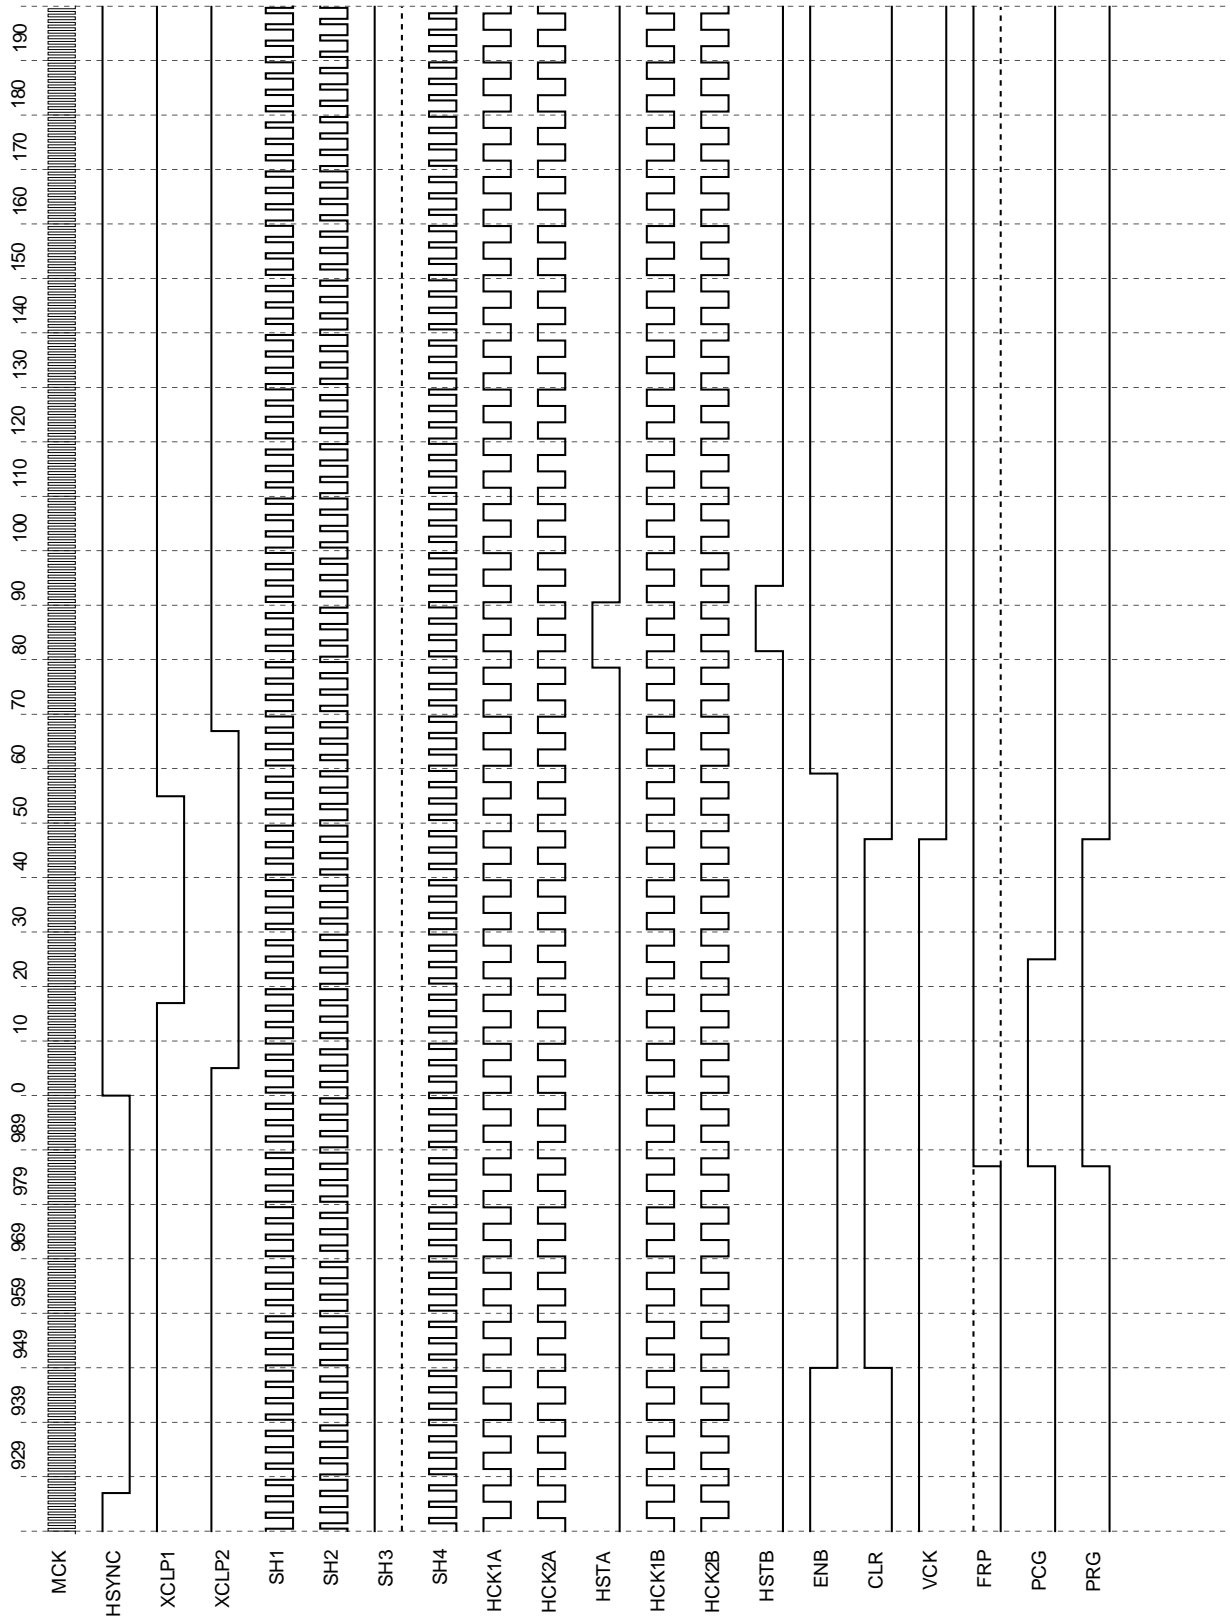 MCK
HSYNC
XCLP1
XCLP2
SH1
SH2
SH3
SH4
HCK1A
HCK2A
HSTA
HCK1B
HCK2B
HSTB
ENB
CLR
VCK
FRP
PCG
PRG
929 939 949 959 969 979 989 0 10 20 30 40 50 60 70 80 90 100 110 120 130 140 150 160 170 180 190